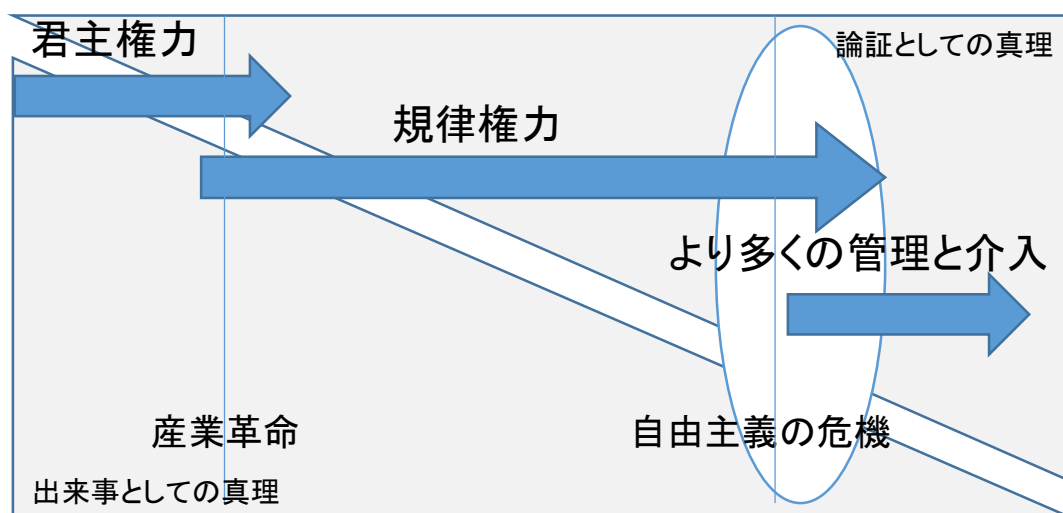 君主権力
論証としての真理
規律権力
より多くの管理と介入
産業革命
自由主義の危機
出来事としての真理